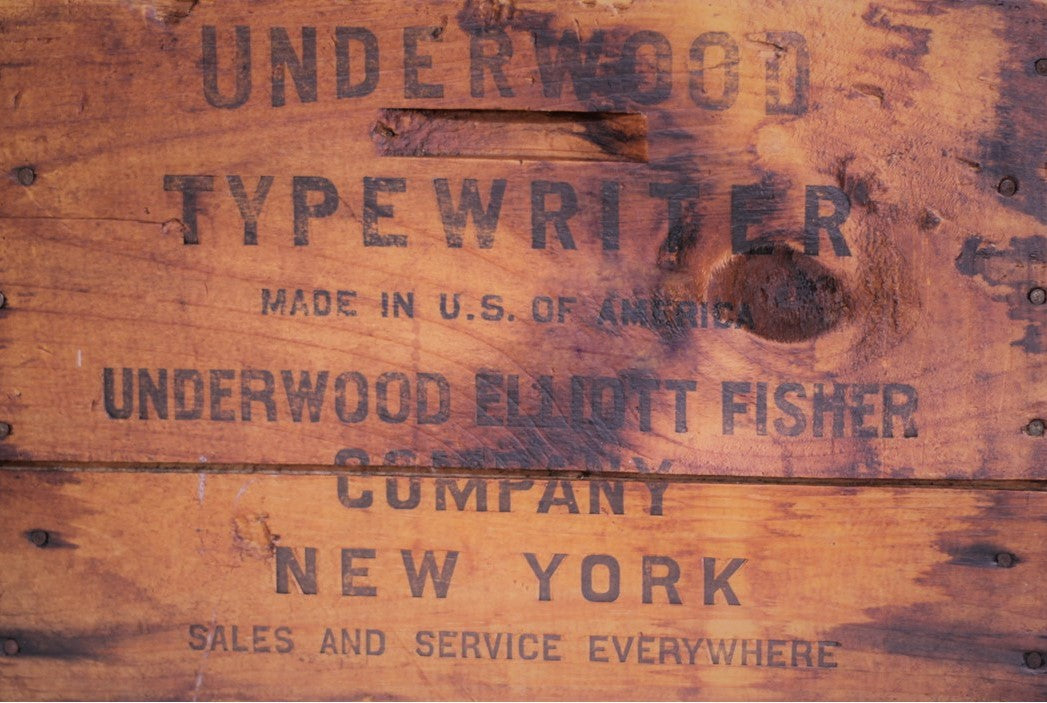 UNDERWOOD
TYPEWRITER
MADE IN U.S. OF AMERICA
UNDERWOOD ELLIOTT FISHER
COMPANY
NEW YORK
SALES AND SERVICE EVERYWHERE